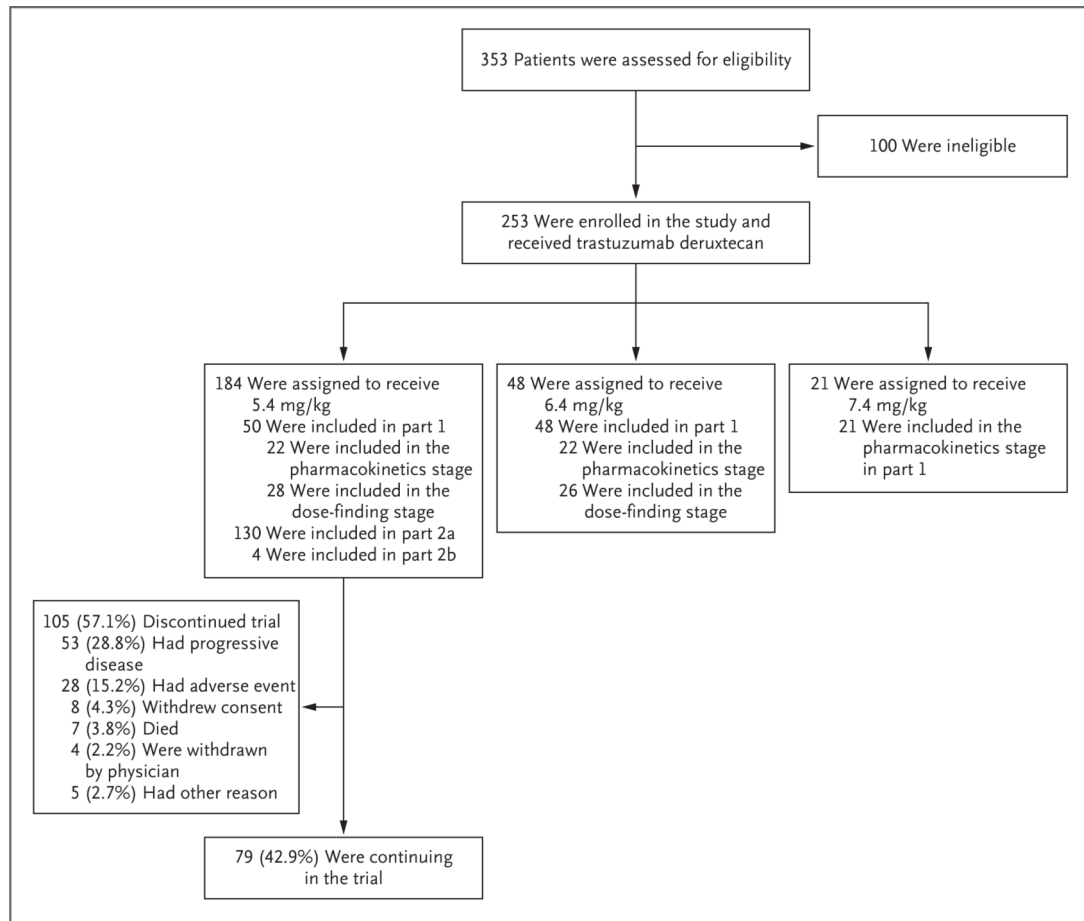 353 Patients were assessed for eligibility
100 Were ineligible
253 Were enrolled in the study and
received trastuzumab deruxtecan
184 Were assigned to receive
5.4 mg/kg
50 Were included in part 1
22 Were included in the
pharmacokinetics stage
28 Were included in the
dose-finding stage
130 Were included in part 2a
4 Were included in part 2b
48 Were assigned to receive
6.4 mg/kg
48 Were included in part 1
22 Were included in the
pharmacokinetics stage
26 Were included in the
dose-finding stage
21 Were assigned to receive
7.4 mg/kg
21 Were included in the
pharmacokinetics stage
in part 1
105 (57.1%) Discontinued trial
53 (28.8%) Had progressive
disease
28 (15.2%) Had adverse event
8 (4.3%) Withdrew consent
7 (3.8%) Died
4 (2.2%) Were withdrawn
by physician
5 (2.7%) Had other reason
79 (42.9%) Were continuing
in the trial